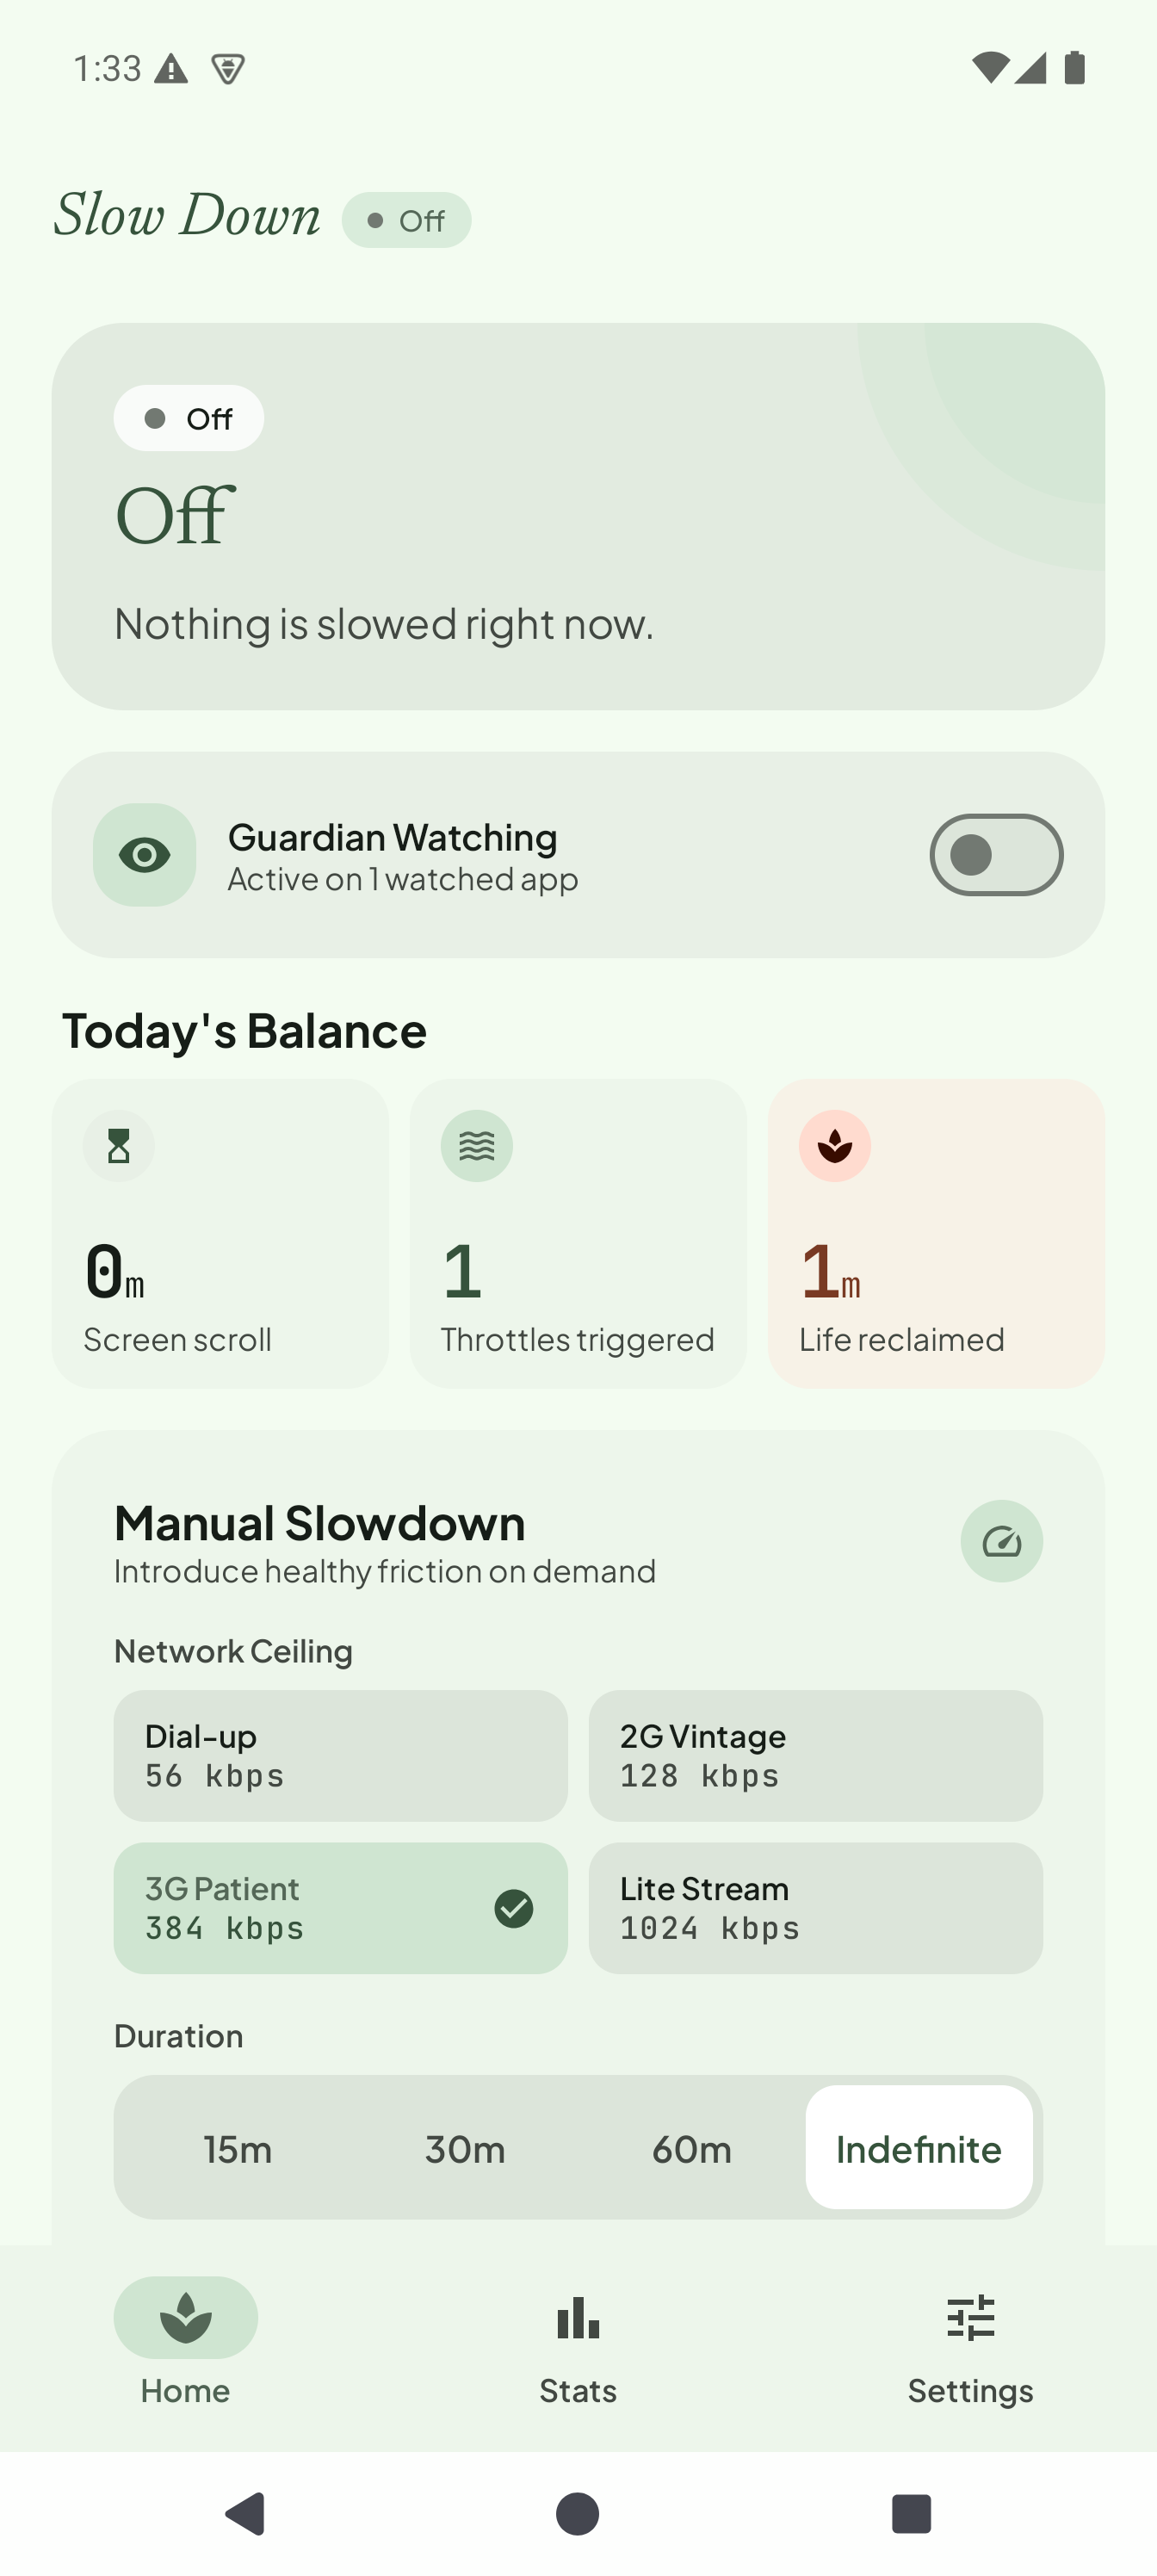 1:33
Slow Down
Off
Off
Off
Nothing is slowed right now.
Guardian Watching
Active on 1 watched app
Today's Balance
0m
Screen scroll
1
Throttles triggered
1m
Life reclaimed
Manual Slowdown
Introduce healthy friction on demand
Network Ceiling
Dial-up
56 kbps
2G Vintage
128 kbps
3G Patient
384 kbps
Lite Stream
1024 kbps
Duration
15m
30m
60m
Indefinite
Home
Stats
Settings